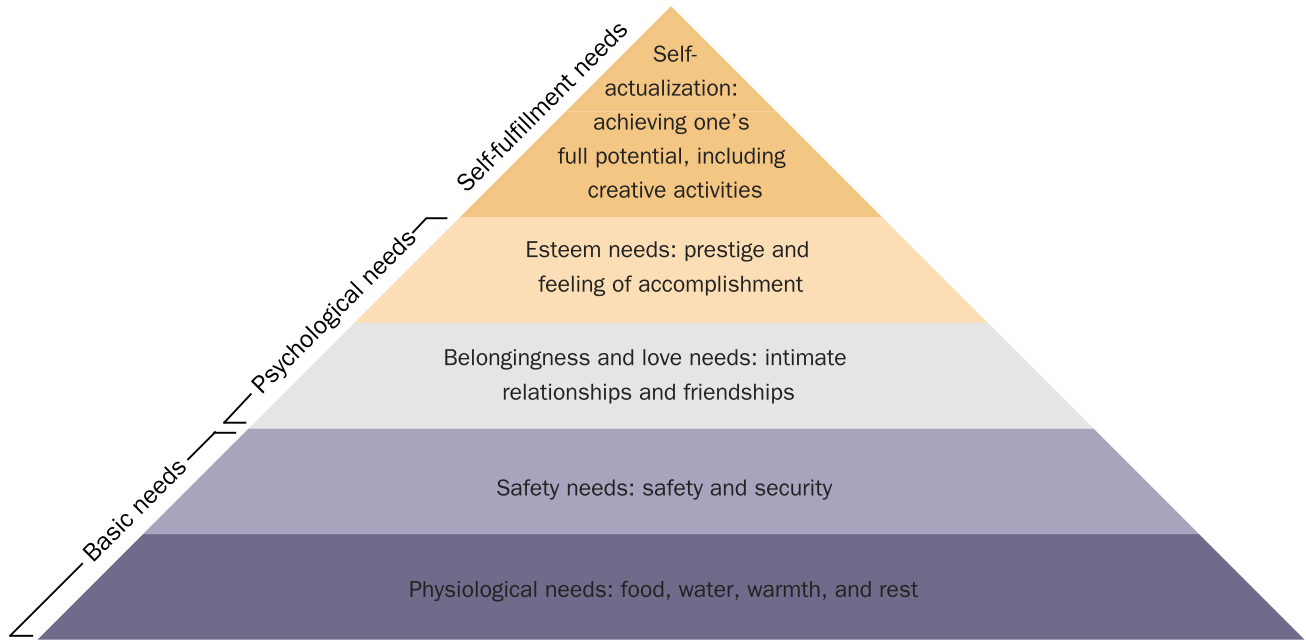 Self-fulfillment needs
Self-
actualization:
achieving one’s
full potential, including
creative activities
Psychological needs
Esteem needs: prestige and
feeling of accomplishment
Belongingness and love needs: intimate
relationships and friendships
Basic needs
Safety needs: safety and security
Physiological needs: food, water, warmth, and rest